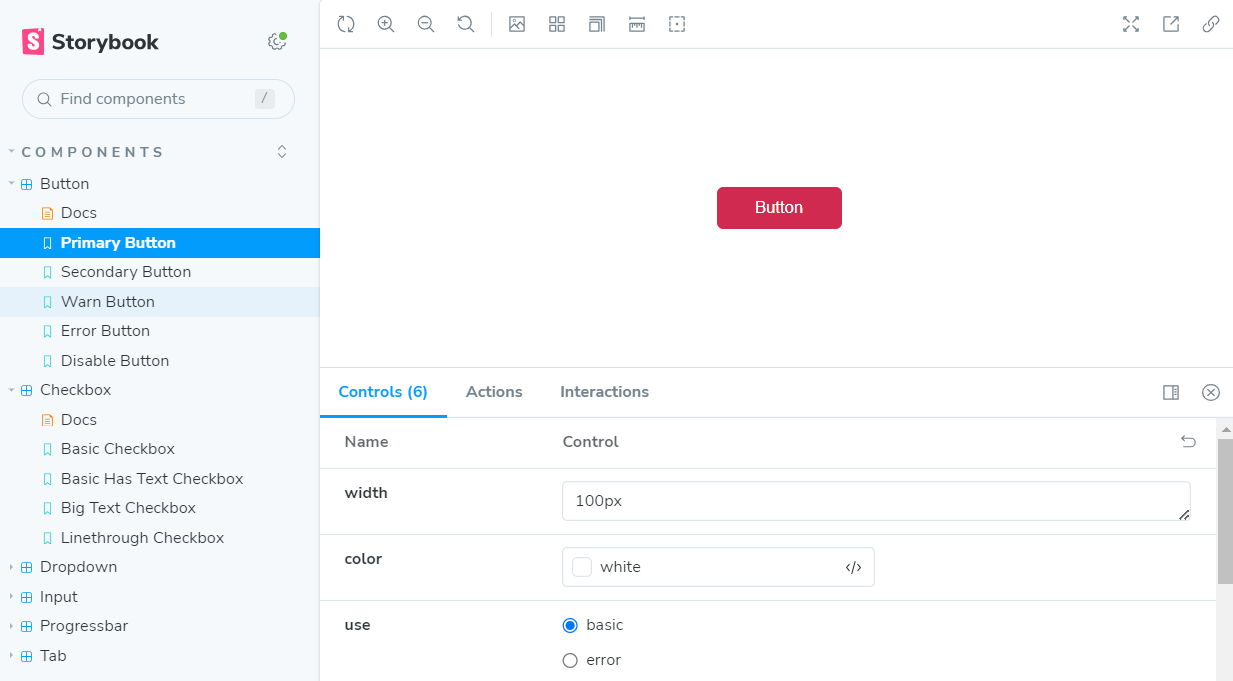 Storybook
Find components
/
COMPONENTS
Button
Docs
Primary Button
Secondary Button
Warn Button
Error Button
Disable Button
Checkbox
Docs
Basic Checkbox
Basic Has Text Checkbox
Big Text Checkbox
Linethrough Checkbox
Dropdown
Input
Progressbar
Tab
Button
Controls (6) Actions Interactions
Name Control
width 100px
color white
use basic
error